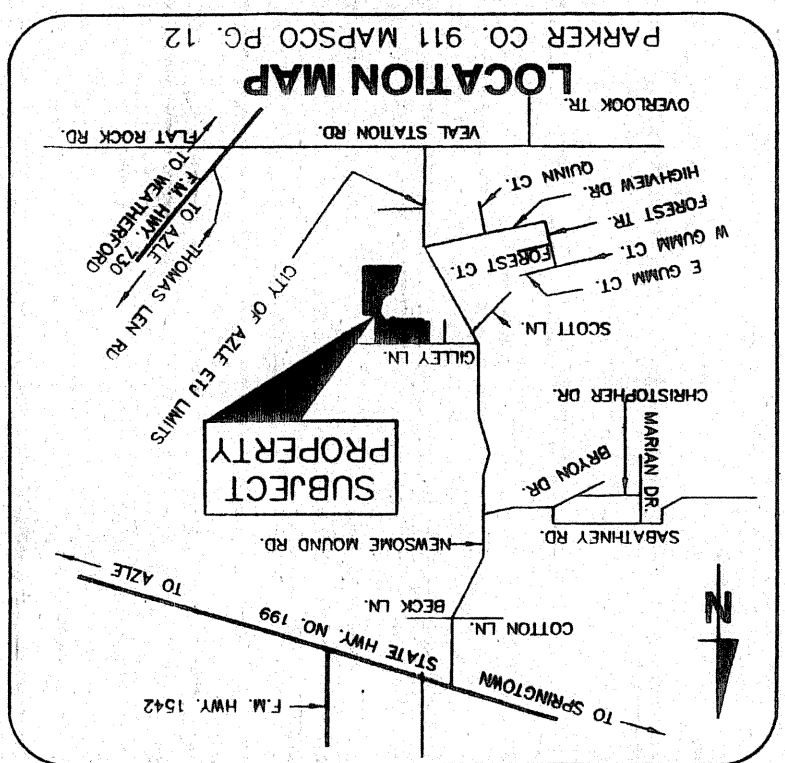 F.M. HWY. 1542
TO SPRINGTOWN
STATE HWY. NO. 199
TO AZLE
N
COTTON LN.
BECK LN.
NEWSOME MOUND RD.
SABATHNEY RD.
MARIAN DR.
BRYON DR.
CHRISTOPHER DR.
SUBJECT
PROPERTY
GILLEY LN.
SCOTT LN.
E GUMM CT.
W GUMM CT.
FOREST CT.
FOREST TR.
HIGHVIEW DR.
QUINN CT.
CITY OF AZLE ETJ LIMITS
THOMAS LEN RD
TO AZLE
F.M. HWY. 730
TO WEATHERFORD
FLAT ROCK RD.
VEAL STATION RD.
OVERLOOK TR.
LOCATION MAP
PARKER CO. 911 MAPSCO PG. 12